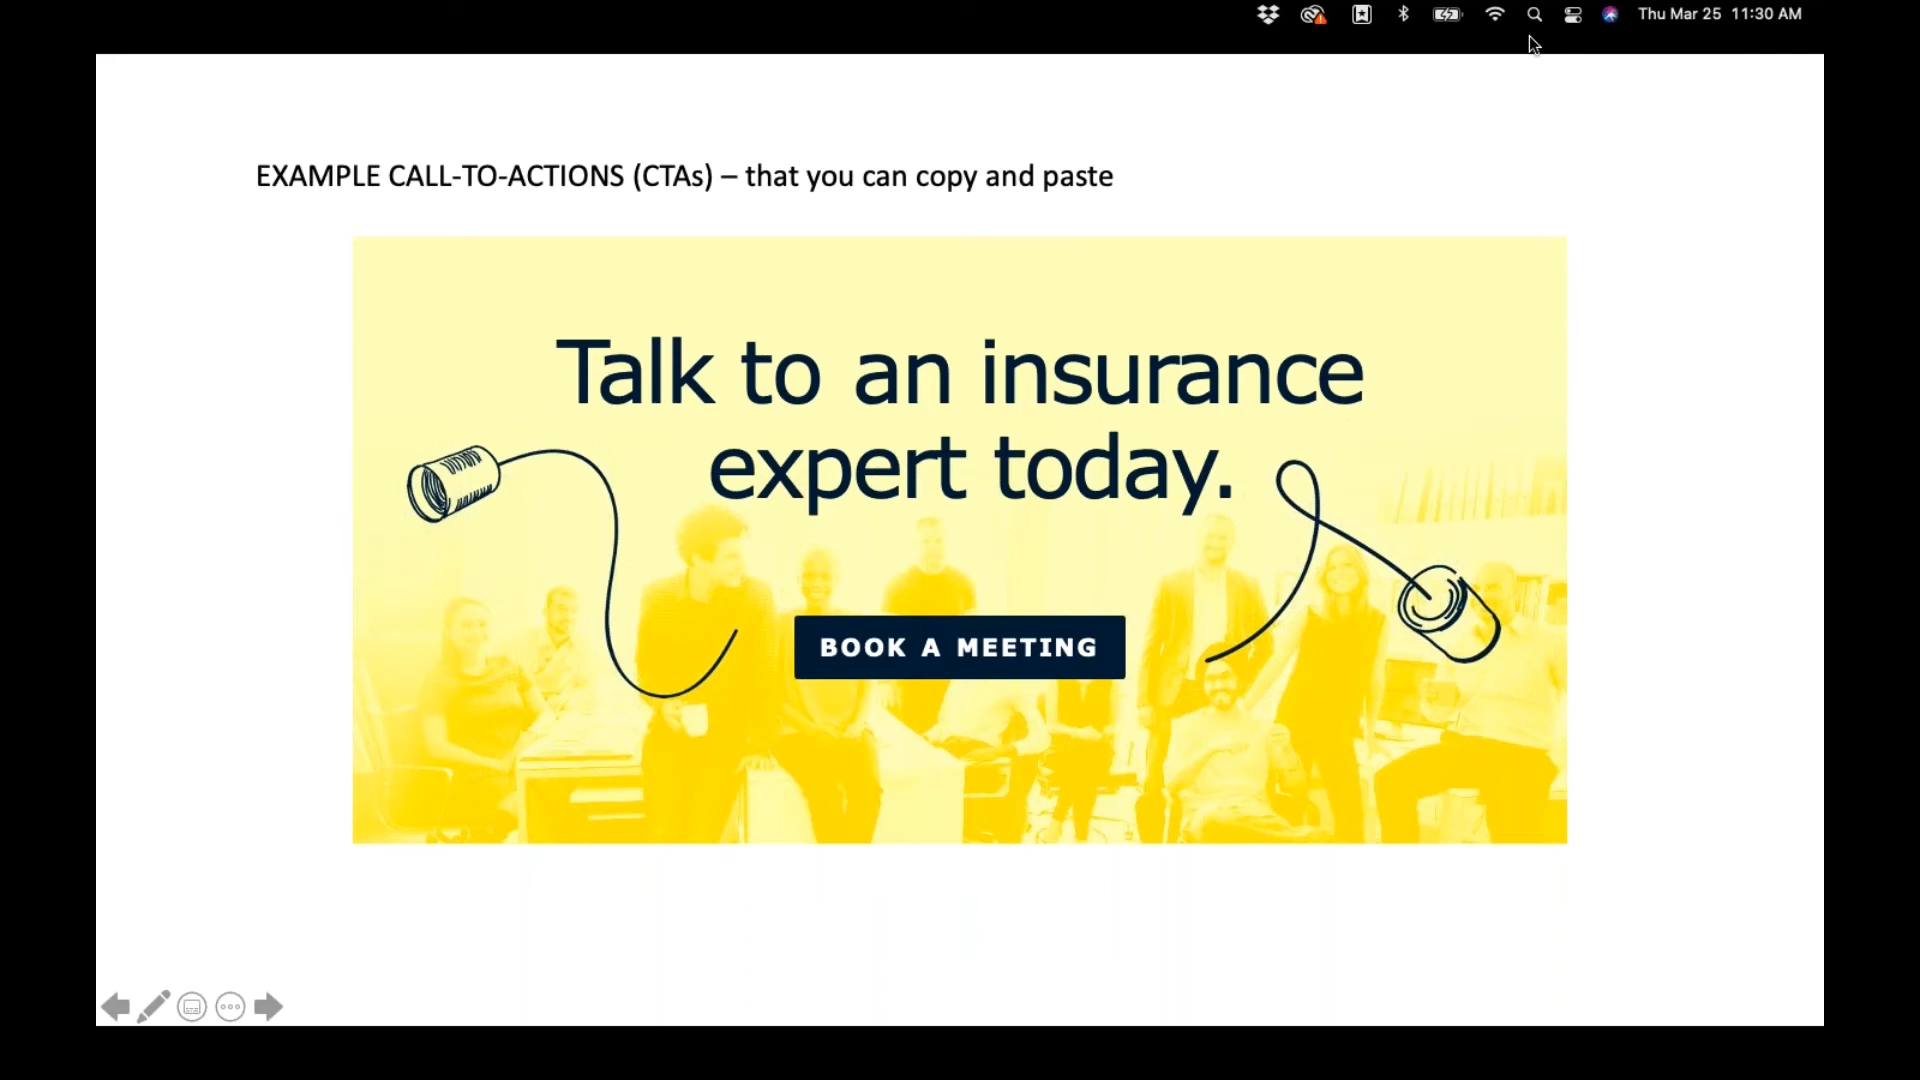 Thu Mar 25 11:30 AM
EXAMPLE CALL-TO-ACTIONS (CTAs) – that you can copy and paste
Talk to an insurance
expert today.
BOOK A MEETING